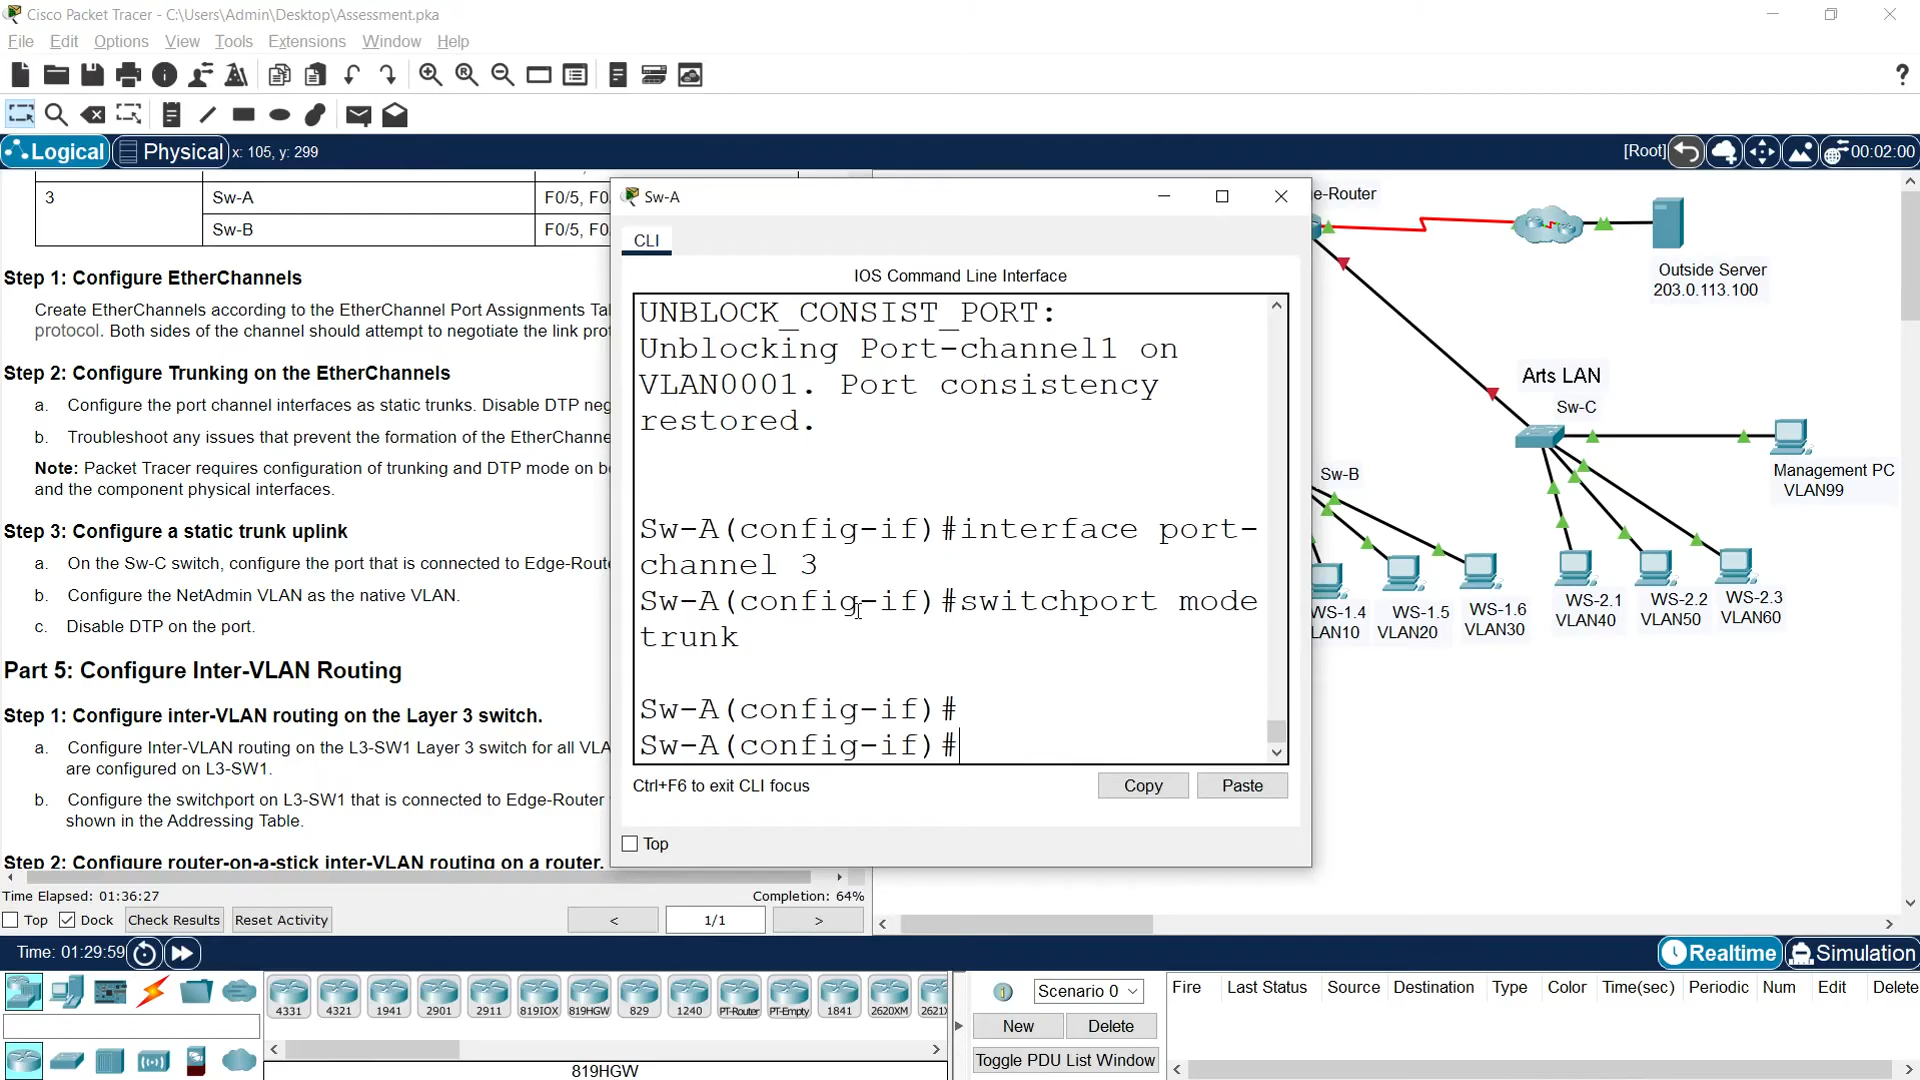 Cisco Packet Tracer - C:\Users\Admin\Desktop\Assessment.pka
File Edit Options View Tools Extensions Window Help
Logical Physical x: 105, y: 299
[Root] 00:02:00
3 Sw-A F0/5, F0
Sw-B F0/5, F0
Step 1: Configure EtherChannels
Create EtherChannels according to the EtherChannel Port Assignments Ta
protocol. Both sides of the channel should attempt to negotiate the link pro
Step 2: Configure Trunking on the EtherChannels
a. Configure the port channel interfaces as static trunks. Disable DTP neg
b. Troubleshoot any issues that prevent the formation of the EtherChanne
Note: Packet Tracer requires configuration of trunking and DTP mode on bo
and the component physical interfaces.
Step 3: Configure a static trunk uplink
a. On the Sw-C switch, configure the port that is connected to Edge-Route
b. Configure the NetAdmin VLAN as the native VLAN.
c. Disable DTP on the port.
Part 5: Configure Inter-VLAN Routing
Step 1: Configure inter-VLAN routing on the Layer 3 switch.
a. Configure Inter-VLAN routing on the L3-SW1 Layer 3 switch for all VLA
are configured on L3-SW1.
b. Configure the switchport on L3-SW1 that is connected to Edge-Router
shown in the Addressing Table.
Step 2: Configure router-on-a-stick inter-VLAN routing on a router.
Time Elapsed: 01:36:27 Completion: 64%
Top Dock Check Results Reset Activity < 1/1 >
Sw-A
CLI
IOS Command Line Interface
UNBLOCK_CONSIST_PORT:
Unblocking Port-channel1 on
VLAN0001. Port consistency
restored.
Sw-A(config-if)#interface port-
channel 3
Sw-A(config-if)#switchport mode
trunk
Sw-A(config-if)#
Sw-A(config-if)#
Ctrl+F6 to exit CLI focus Copy Paste
Top
e-Router
Outside Server
203.0.113.100
Arts LAN
Sw-C
Management PC
VLAN99
Sw-B
WS-1.4
LAN10
WS-1.5
VLAN20
WS-1.6
VLAN30
WS-2.1
VLAN40
WS-2.2
VLAN50
WS-2.3
VLAN60
Time: 01:29:59
Realtime Simulation
4331 4321 1941 2901 2911 819IOX 819HGW 829 1240 PT-Router PT-Empty 1841 2620XM 2621
819HGW
Scenario 0
New Delete
Toggle PDU List Window
Fire Last Status Source Destination Type Color Time(sec) Periodic Num Edit Delete